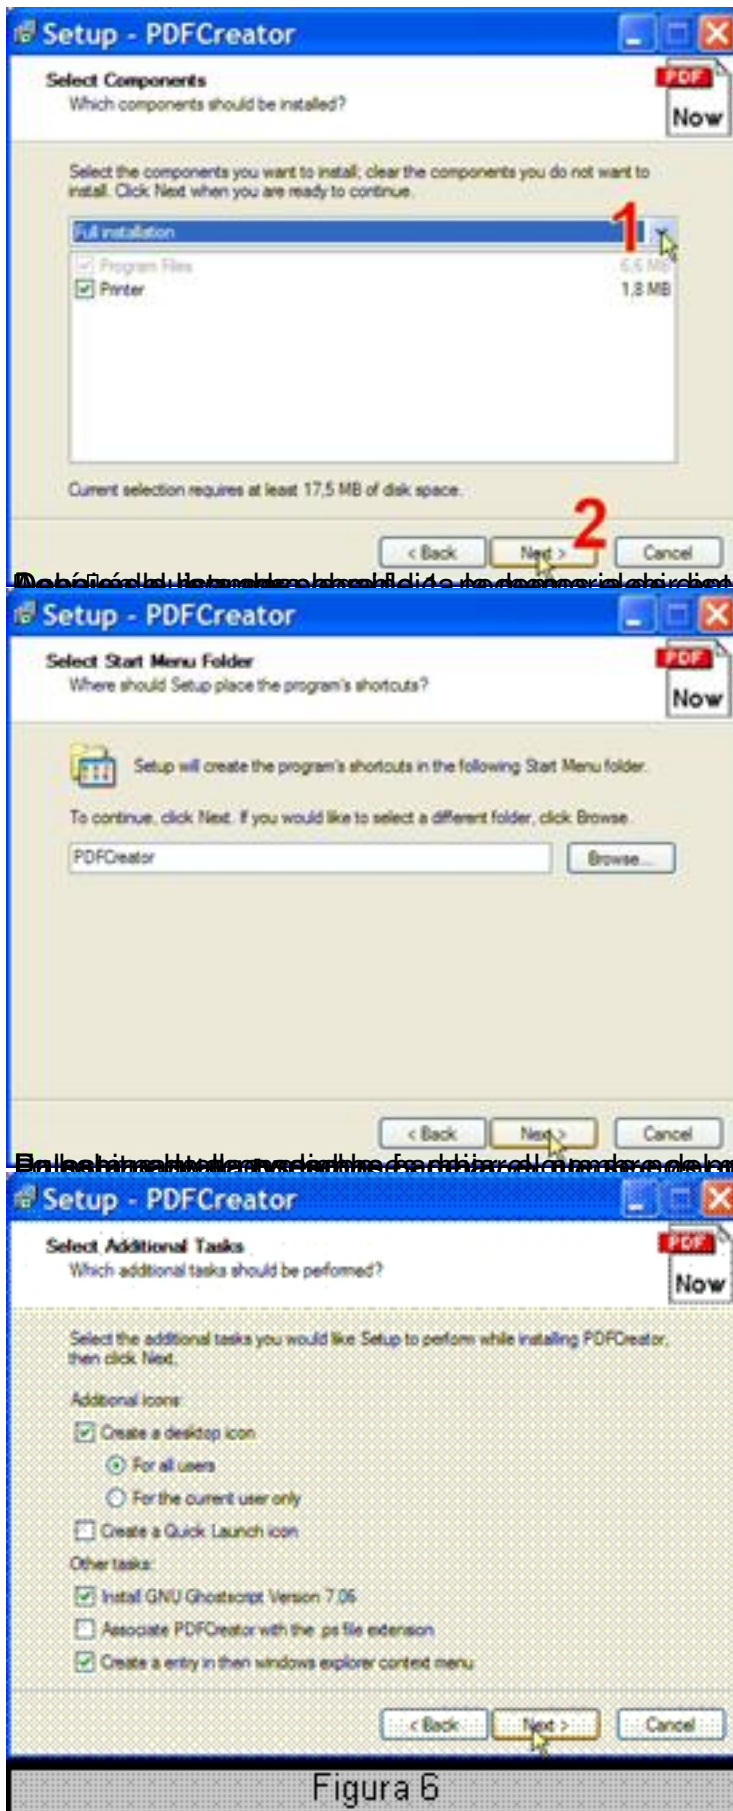 Setup - PDFCreator
Select Components
Which components should be installed?
PDF
Now
Select the components you want to install; clear the components you do not want to
install. Click Next when you are ready to continue.
Full installation
1
Program Files 6,6 MB
Printer 1,8 MB
Current selection requires at least 17,5 MB of disk space.
2
< Back Next > Cancel
Setup - PDFCreator
Select Start Menu Folder
Where should Setup place the program's shortcuts?
PDF
Now
Setup will create the program's shortcuts in the following Start Menu folder.
To continue, click Next. If you would like to select a different folder, click Browse.
PDFCreator Browse...
< Back Next > Cancel
Setup - PDFCreator
Select Additional Tasks
Which additional tasks should be performed?
PDF
Now
Select the additional tasks you would like Setup to perform while installing PDFCreator,
then click Next.
Additional icons:
Create a desktop icon
For all users
For the current user only
Create a Quick Launch icon
Other tasks:
Install GNU Ghostscript Version 7.06
Associate PDFCreator with the .ps file extension
Create a entry in then windows explorer context menu
< Back Next > Cancel
Figura 6